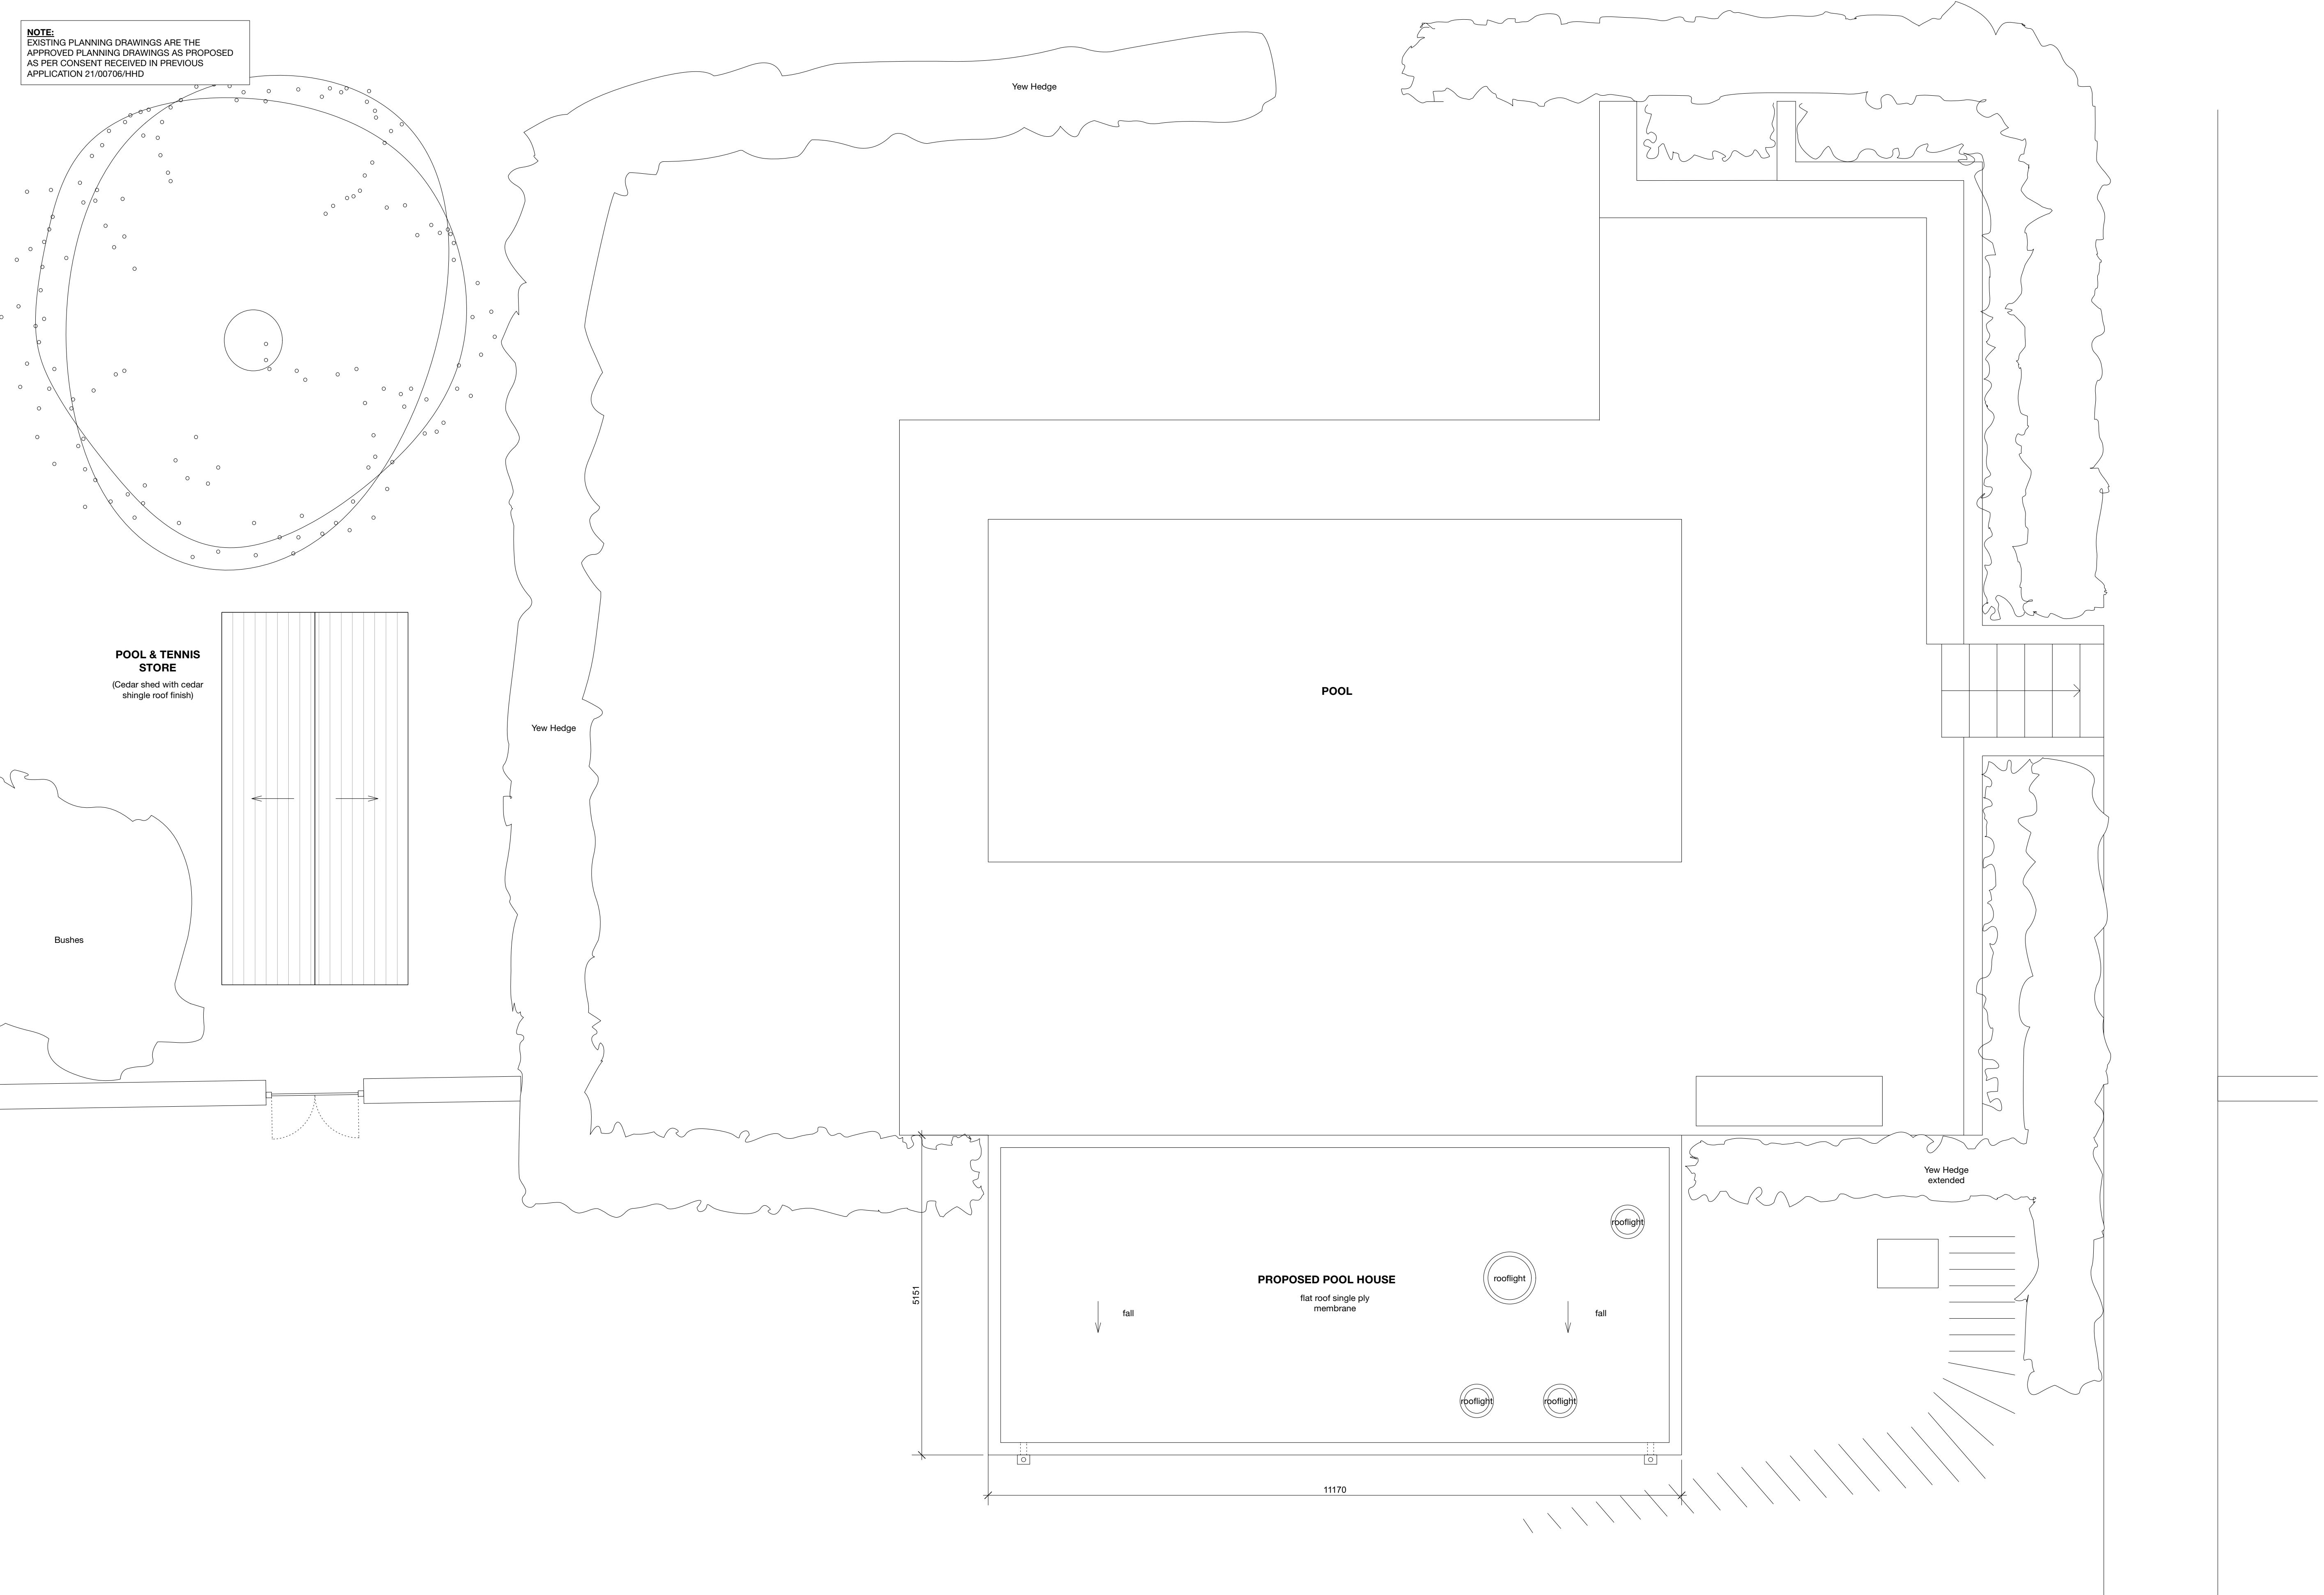 NOTE:
EXISTING PLANNING DRAWINGS ARE THE
APPROVED PLANNING DRAWINGS AS PROPOSED
AS PER CONSENT RECEIVED IN PREVIOUS
APPLICATION 21/00706/HHD
Yew Hedge
POOL & TENNIS
STORE
(Cedar shed with cedar
shingle roof finish)
POOL
Yew Hedge
Bushes
Yew Hedge
extended
rooflight
PROPOSED POOL HOUSE
flat roof single ply
membrane
rooflight
5151
fall
fall
rooflight
rooflight
11170